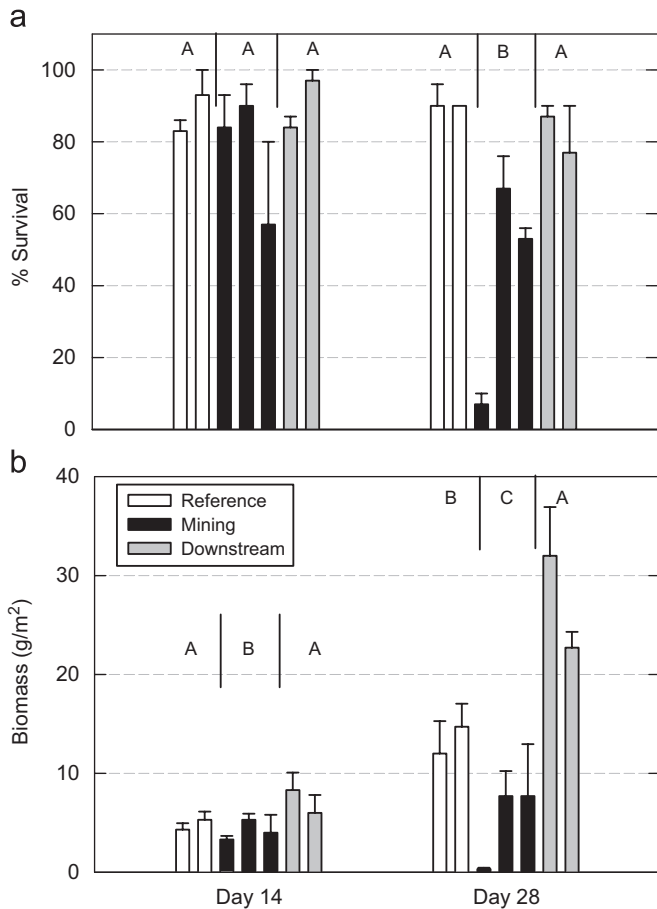 a
A A A A B A
100
80
60
40
20
0
% Survival
b
40
30
20
10
0
Biomass (g/m²)
Reference
Mining
Downstream
B C A
A B A
Day 14 Day 28